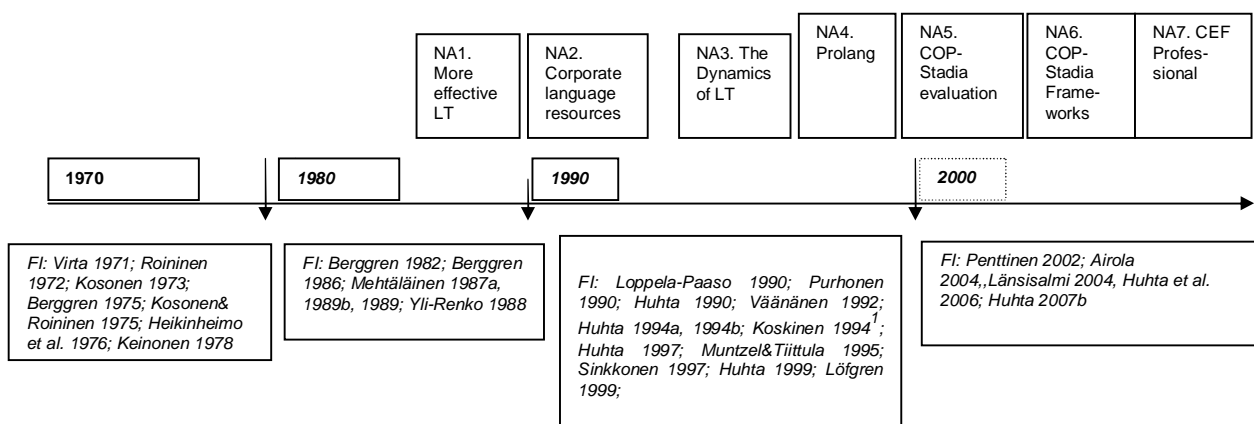 NA1.
More
effective
LT
NA2.
Corporate
language
resources
NA3. The
Dynamics
of LT
NA4.
Prolang
NA5.
COP-
Stadia
evaluation
NA6.
COP-
Stadia
Frame-
works
NA7. CEF
Profes-
sional
1970
1980
1990
2000
FI: Virta 1971; Roininen
1972; Kosonen 1973;
Berggren 1975; Kosonen&
Roininen 1975; Heikinheimo
et al. 1976; Keinonen 1978
FI: Berggren 1982; Berggren
1986; Mehtäläinen 1987a,
1989b, 1989; Yli-Renko 1988
FI: Loppela-Paaso 1990; Purhonen
1990; Huhta 1990; Väänänen 1992;
Huhta 1994a, 1994b; Koskinen 1994¹;
Huhta 1997; Muntzel&Tiittula 1995;
Sinkkonen 1997; Huhta 1999; Löfgren
1999;
FI: Penttinen 2002; Airola
2004,,Länsisalmi 2004, Huhta et al.
2006; Huhta 2007b